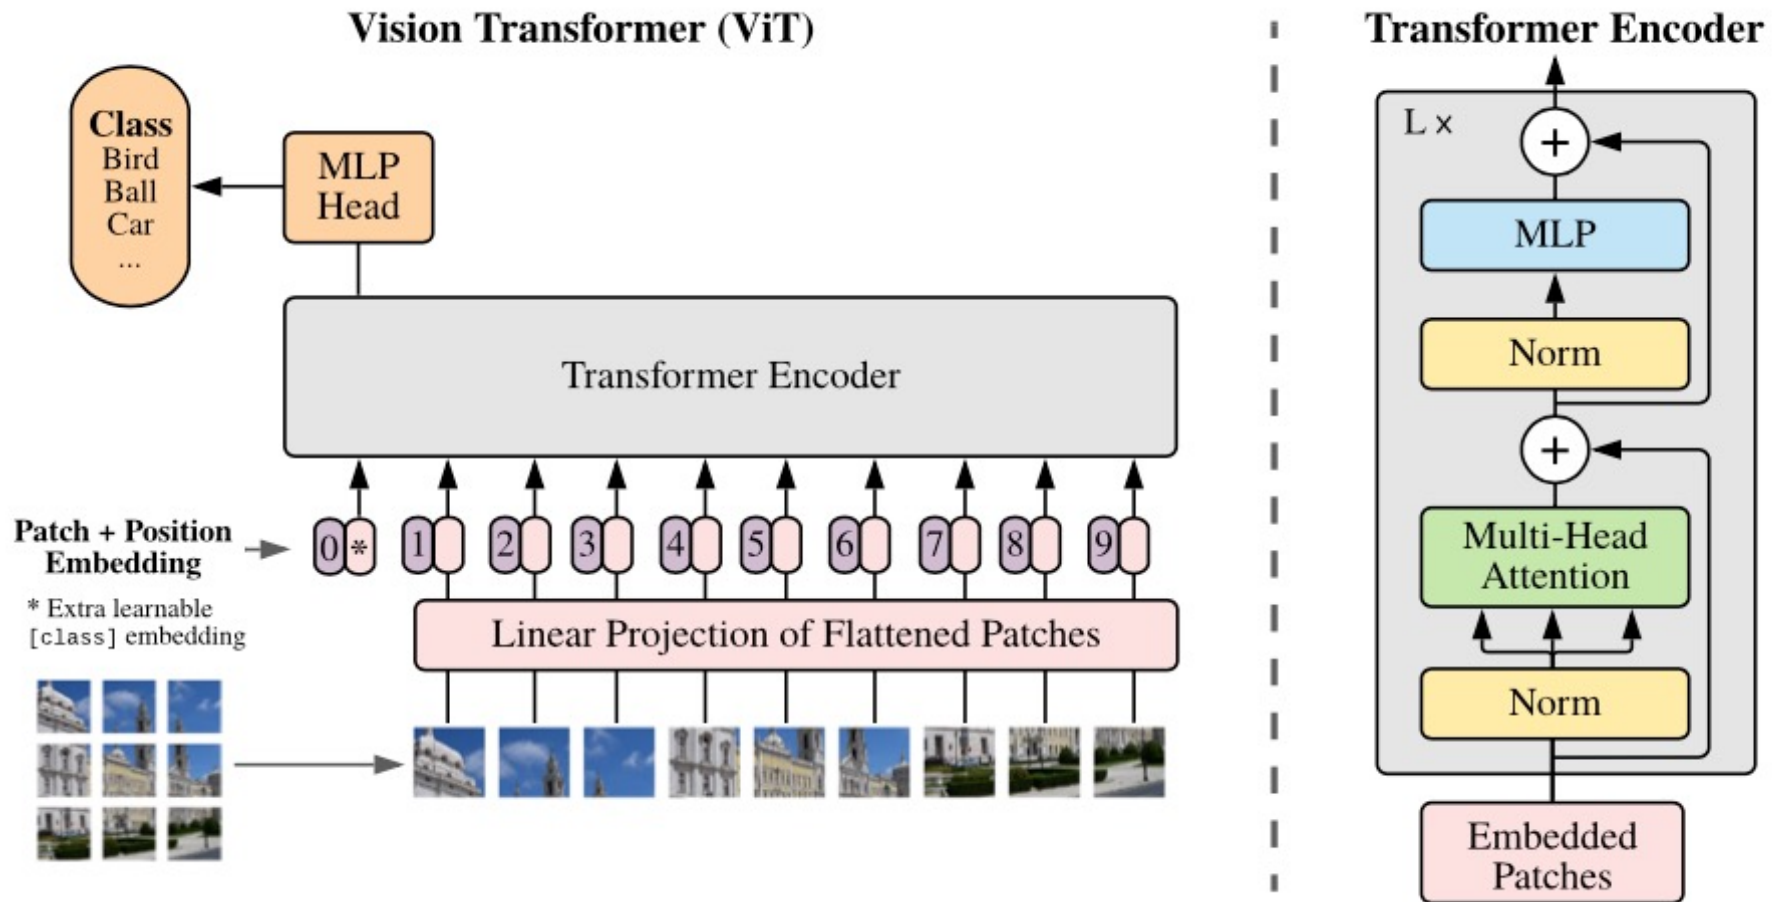 Vision Transformer (ViT)
Class
Bird
Ball
Car
...
MLP
Head
Transformer Encoder
Patch + Position
Embedding
* Extra learnable
[class] embedding
0 * 1 2 3 4 5 6 7 8 9
Linear Projection of Flattened Patches
Transformer Encoder
L ×
+
MLP
Norm
+
Multi-Head
Attention
Norm
Embedded
Patches